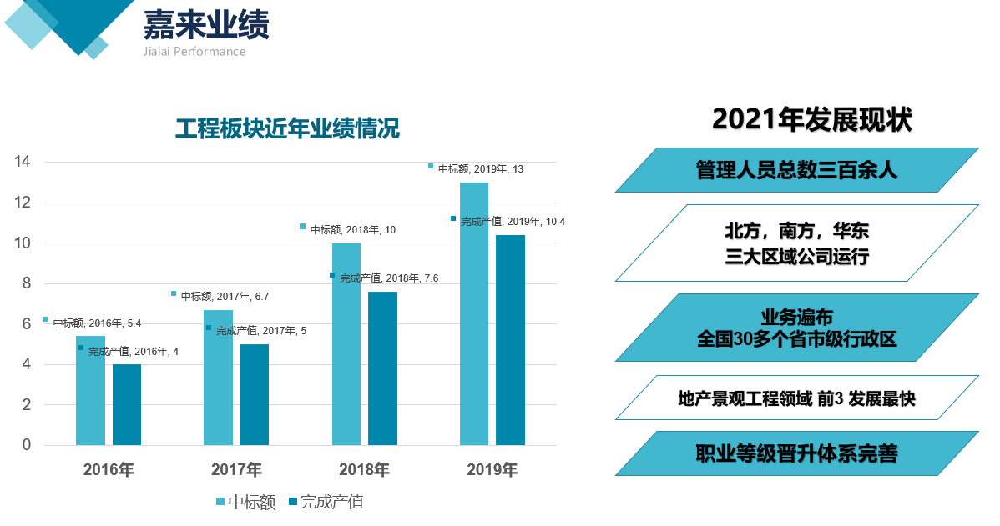 嘉来业绩
Jialai Performance
工程板块近年业绩情况
14
12
10
8
6
4
2
0
中标额, 2016年, 5.4
完成产值, 2016年, 4
中标额, 2017年, 6.7
完成产值, 2017年, 5
中标额, 2018年, 10
完成产值, 2018年, 7.6
中标额, 2019年, 13
完成产值, 2019年, 10.4
2016年
2017年
2018年
2019年
中标额
完成产值
2021年发展现状
管理人员总数三百余人
北方，南方，华东
三大区域公司运行
业务遍布
全国30多个省市级行政区
地产景观工程领域 前3 发展最快
职业等级晋升体系完善